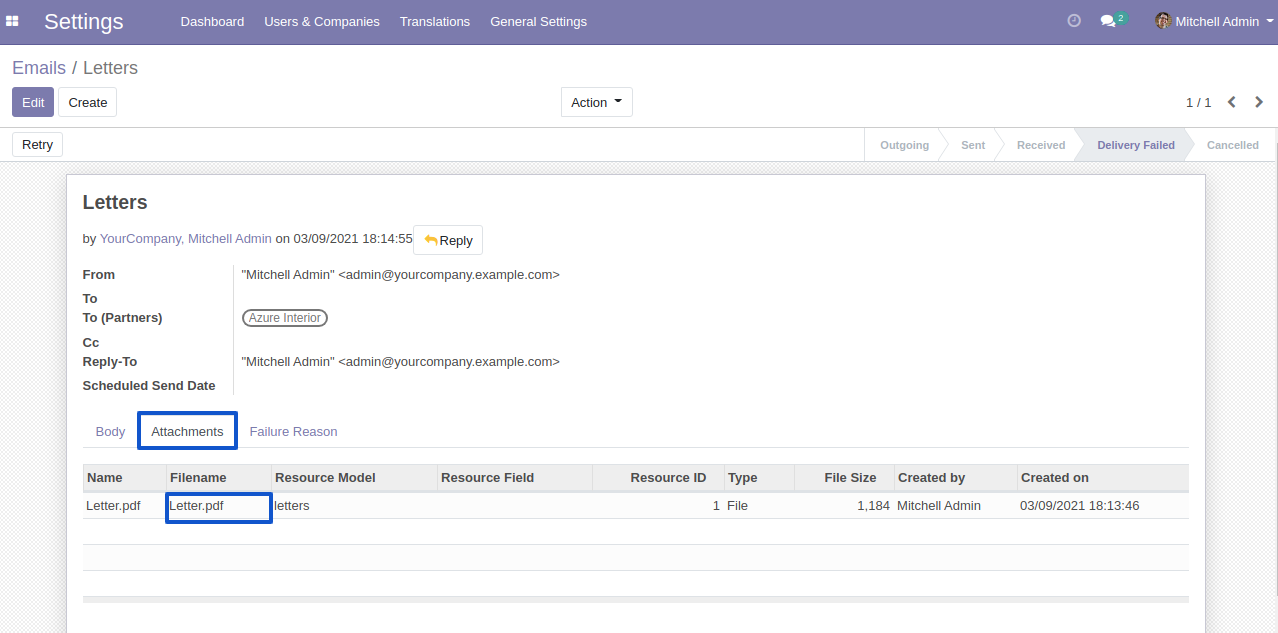 Settings Dashboard Users & Companies Translations General Settings 2 Mitchell Admin
Emails / Letters
Edit Create Action 1 / 1
Retry Outgoing Sent Received Delivery Failed Cancelled
Letters
by YourCompany, Mitchell Admin on 03/09/2021 18:14:55 Reply
From "Mitchell Admin" <admin@yourcompany.example.com>
To
To (Partners) Azure Interior
Cc
Reply-To "Mitchell Admin" <admin@yourcompany.example.com>
Scheduled Send Date
Body Attachments Failure Reason
Name Filename Resource Model Resource Field Resource ID Type File Size Created by Created on
Letter.pdf Letter.pdf letters 1 File 1,184 Mitchell Admin 03/09/2021 18:13:46